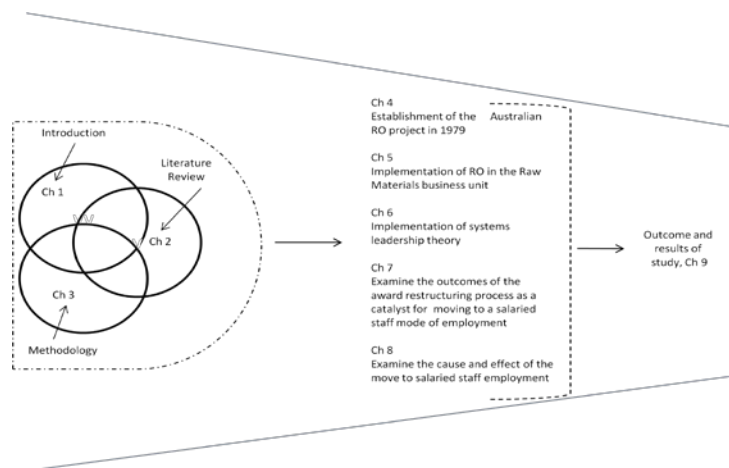 Introduction
Ch 1
Literature
Review
Ch 2
Ch 3
Methodology
Ch 4
Establishment of the Australian
RO project in 1979
Ch 5
Implementation of RO in the Raw
Materials business unit
Ch 6
Implementation of systems
leadership theory
Ch 7
Examine the outcomes of the
award restructuring process as a
catalyst for moving to a salaried
staff mode of employment
Ch 8
Examine the cause and effect of the
move to salaried staff employment
Outcome and
results of
study, Ch 9